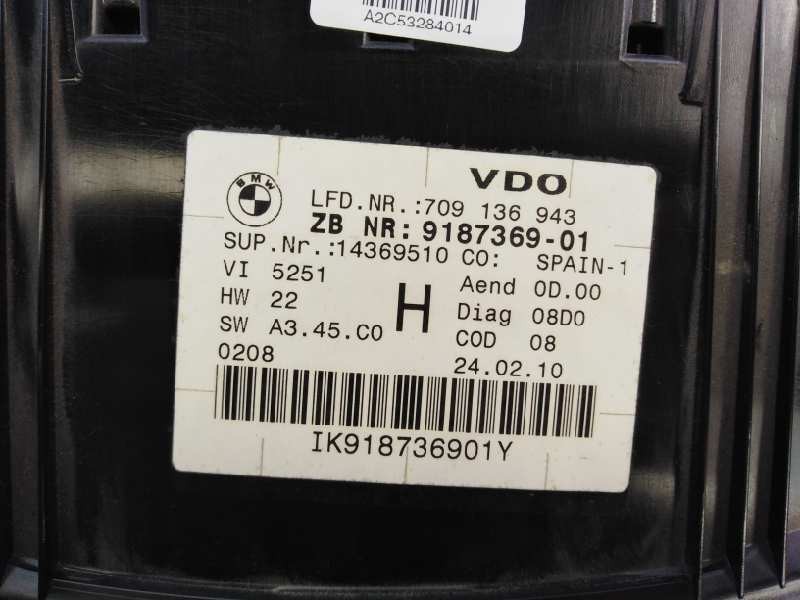 A2C53284014
BMW
VDO
LFD.NR.:709 136 943
ZB NR: 9187369-01
SUP.Nr.:14369510 CO: SPAIN-1
VI 5251
Aend 0D.00
HW 22
H
Diag 08D0
SW A3.45.C0
COD 08
0208
24.02.10
IK918736901Y